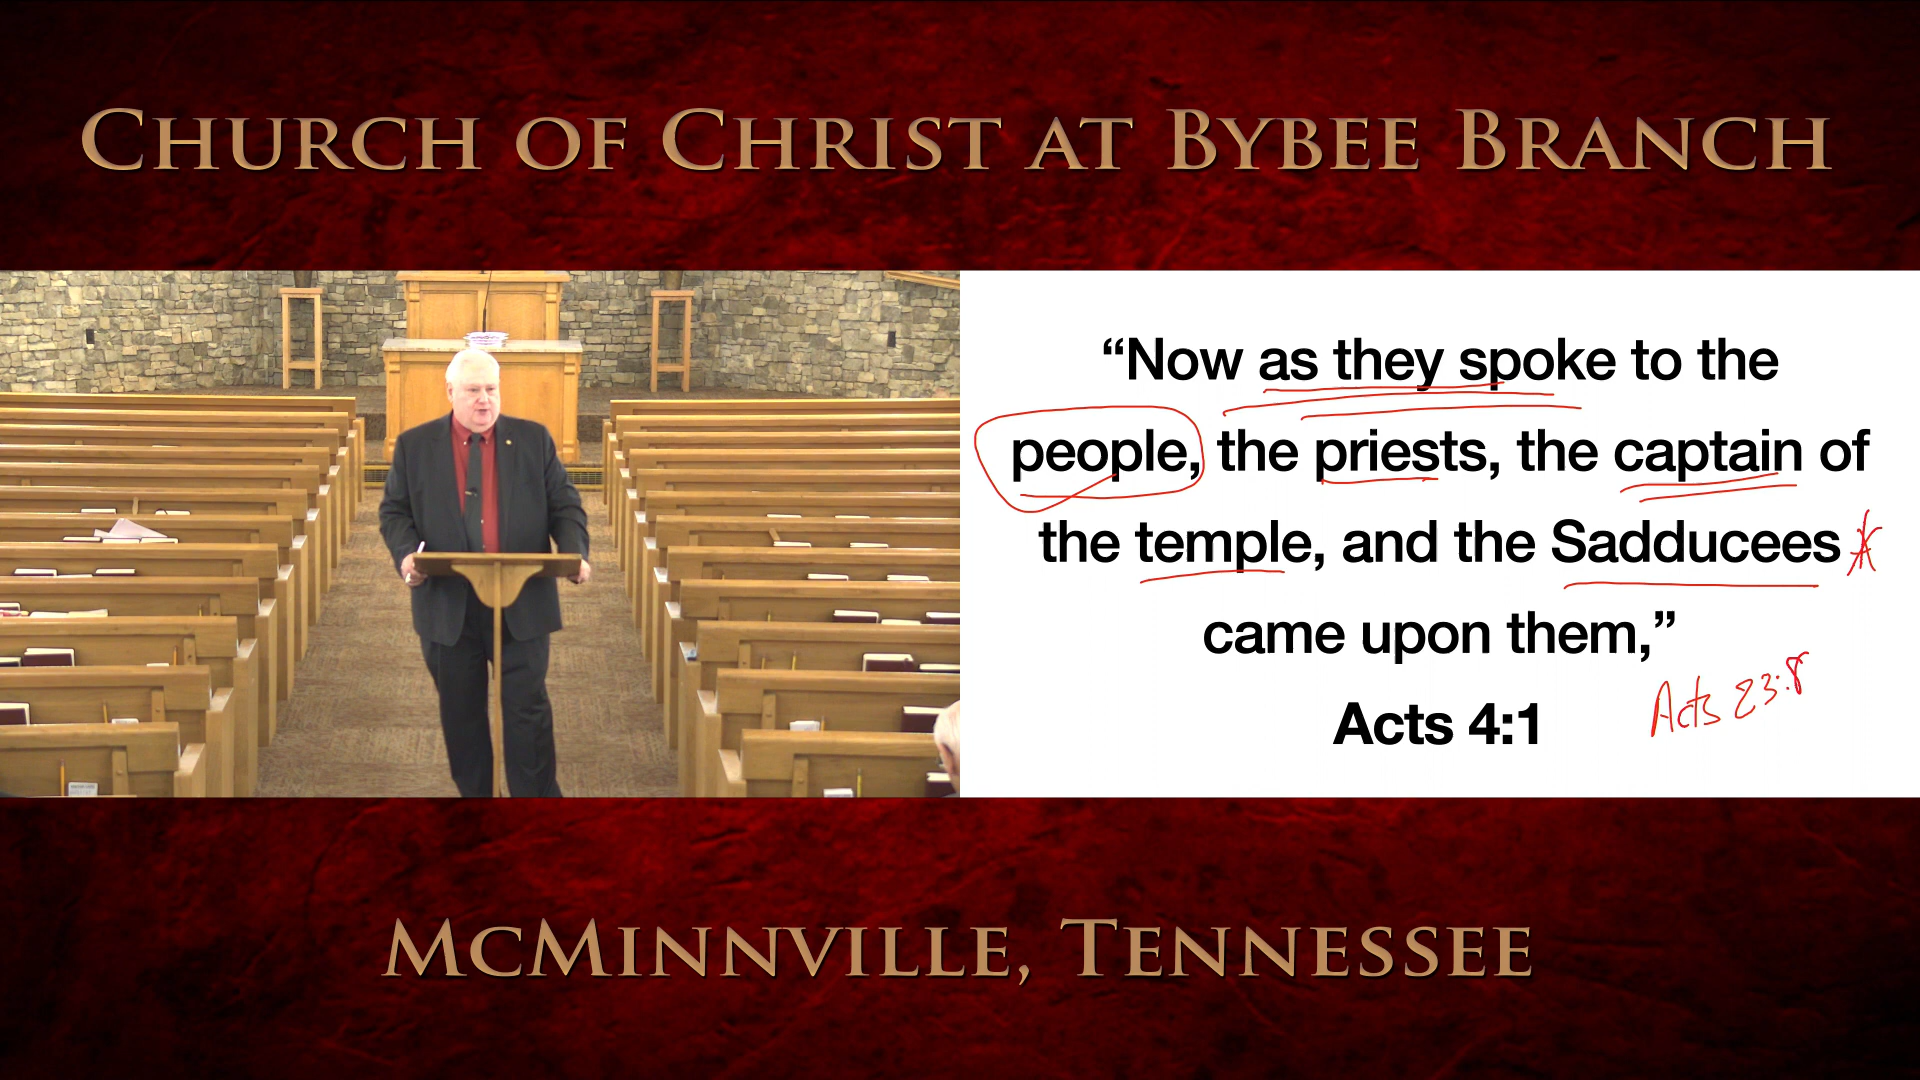 CHURCH OF CHRIST AT BYBEE BRANCH
“Now as they spoke to the
people, the priests, the captain of
the temple, and the Sadducees
came upon them,”
Acts 4:1
Acts 23:8
MCMINNVILLE, TENNESSEE